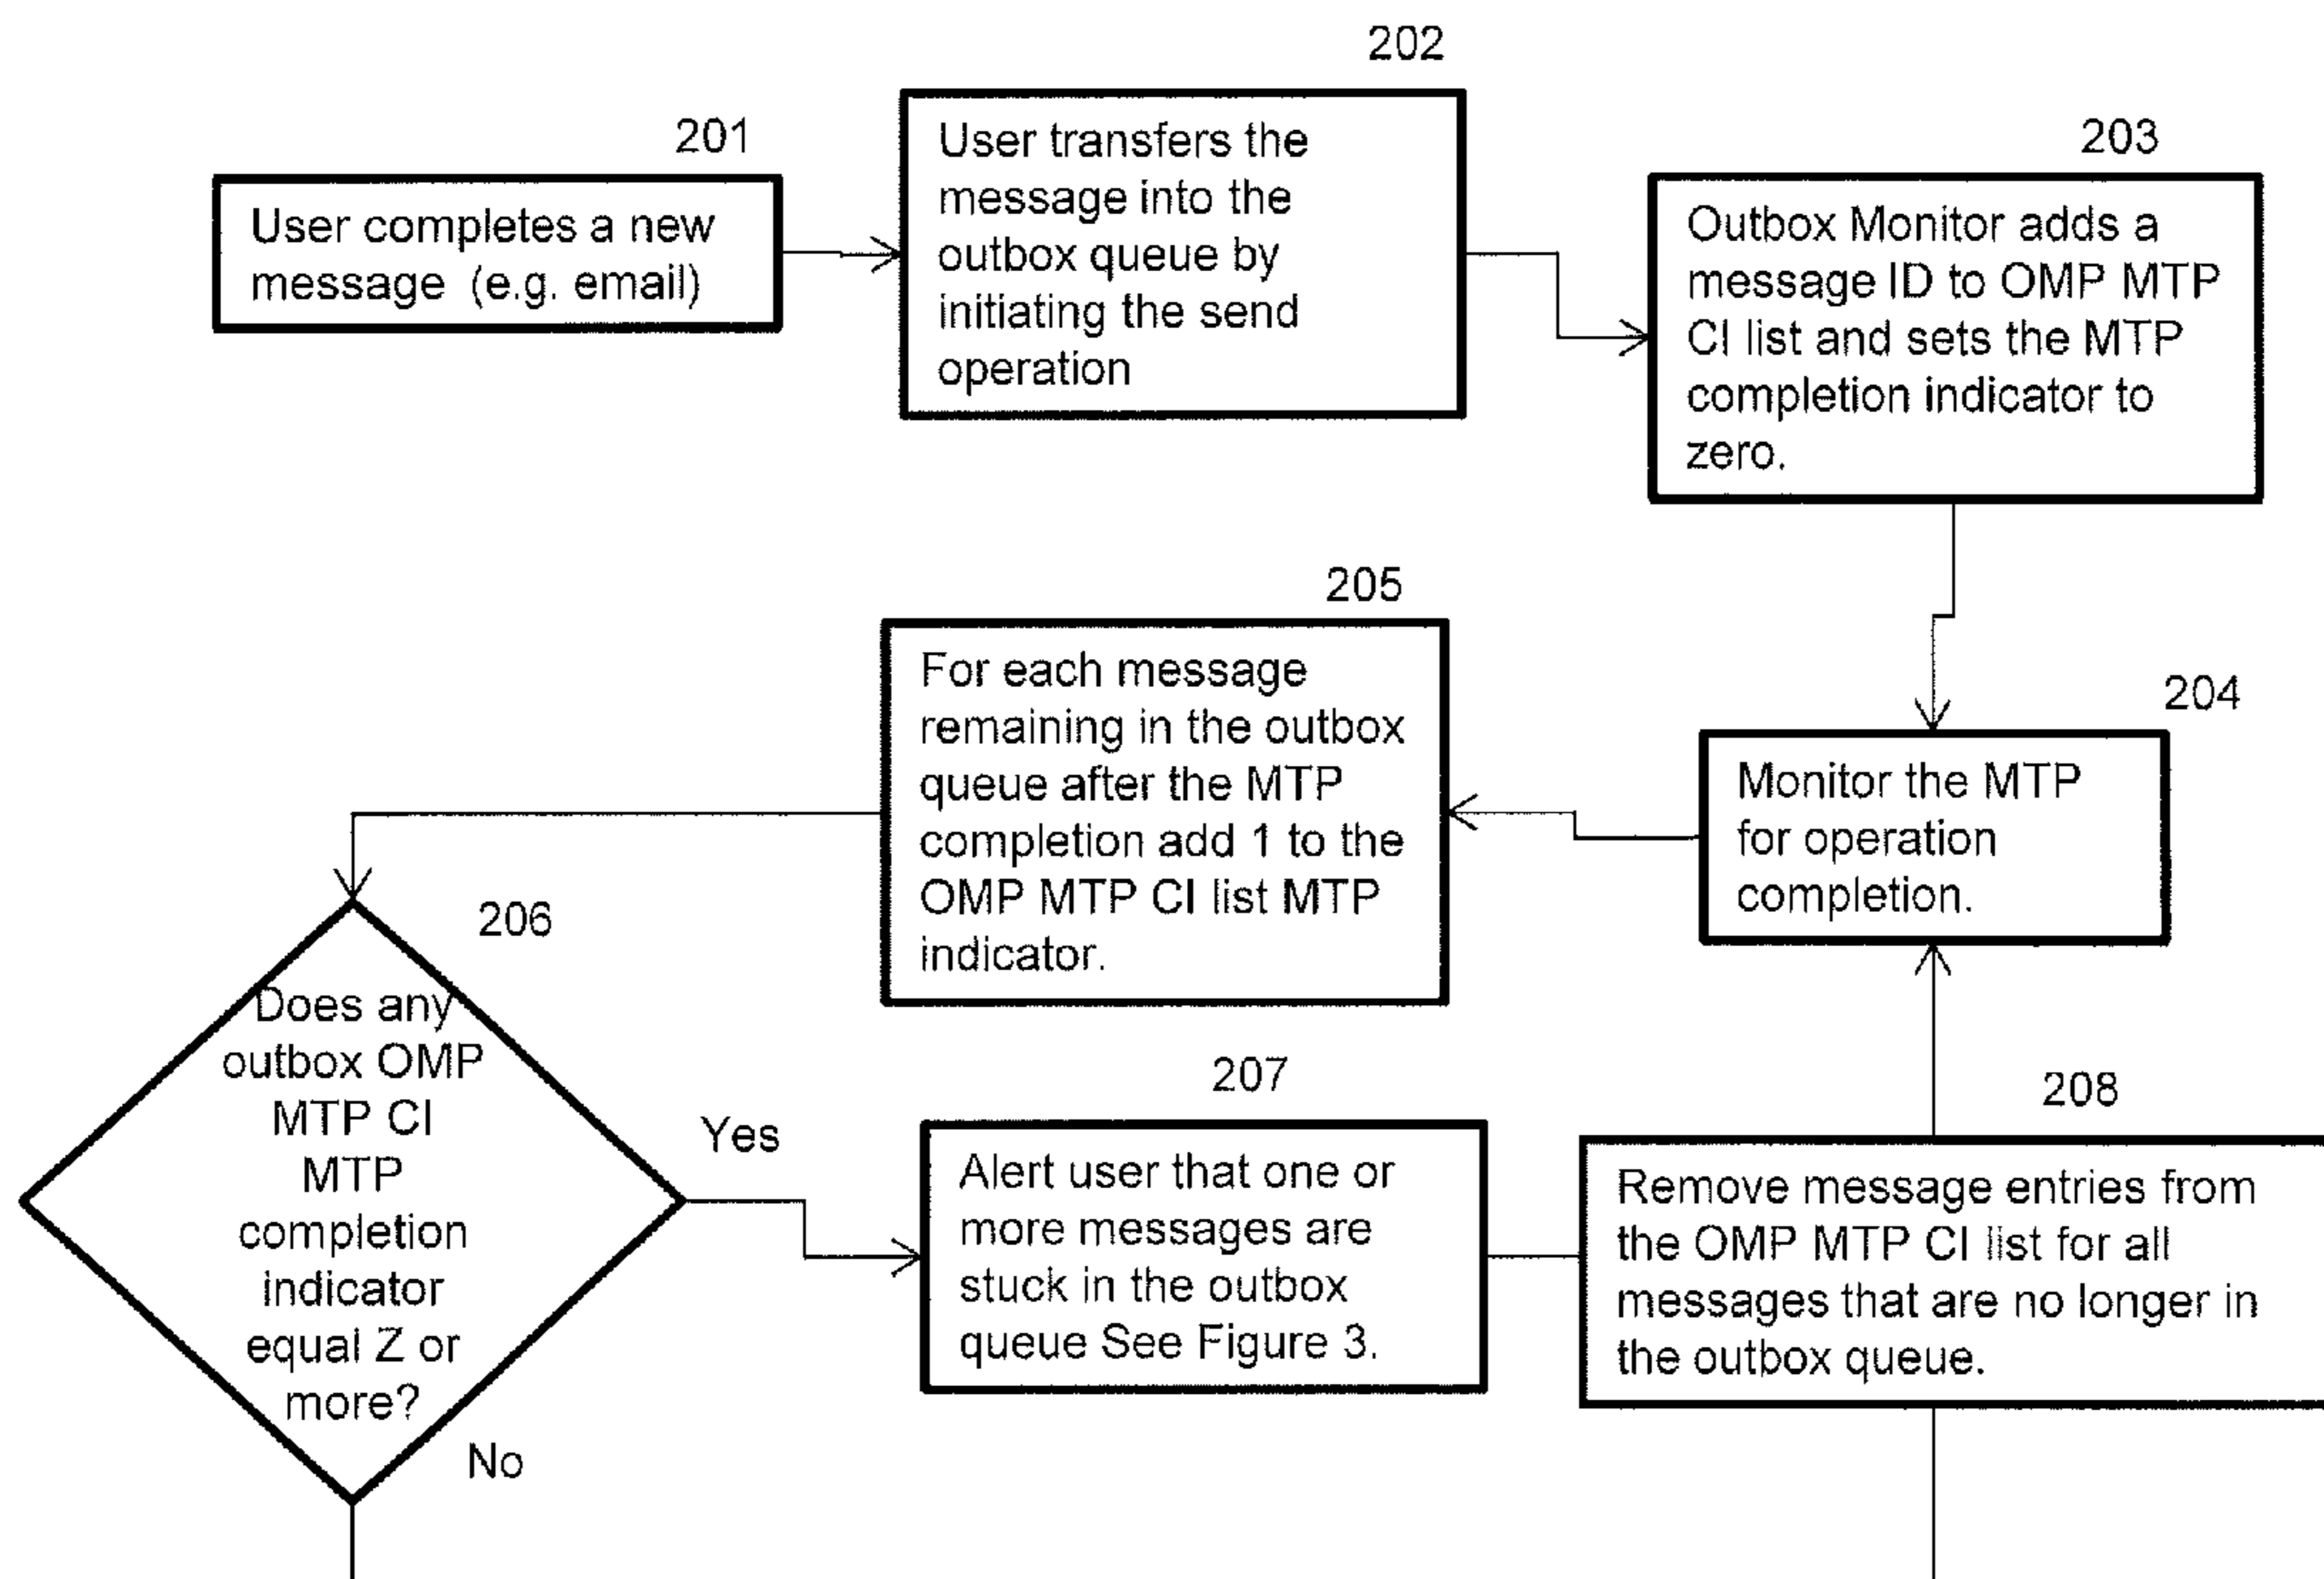 201
User completes a new
message (e.g. email)
202
User transfers the
message into the
outbox queue by
initiating the send
operation
203
Outbox Monitor adds a
message ID to OMP MTP
CI list and sets the MTP
completion indicator to
zero.
204
Monitor the MTP
for operation
completion.
205
For each message
remaining in the outbox
queue after the MTP
completion add 1 to the
OMP MTP CI list MTP
indicator.
206
Does any
outbox OMP
MTP CI
MTP
completion
indicator
equal Z or
more?
Yes
No
207
Alert user that one or
more messages are
stuck in the outbox
queue See Figure 3.
208
Remove message entries from
the OMP MTP CI list for all
messages that are no longer in
the outbox queue.